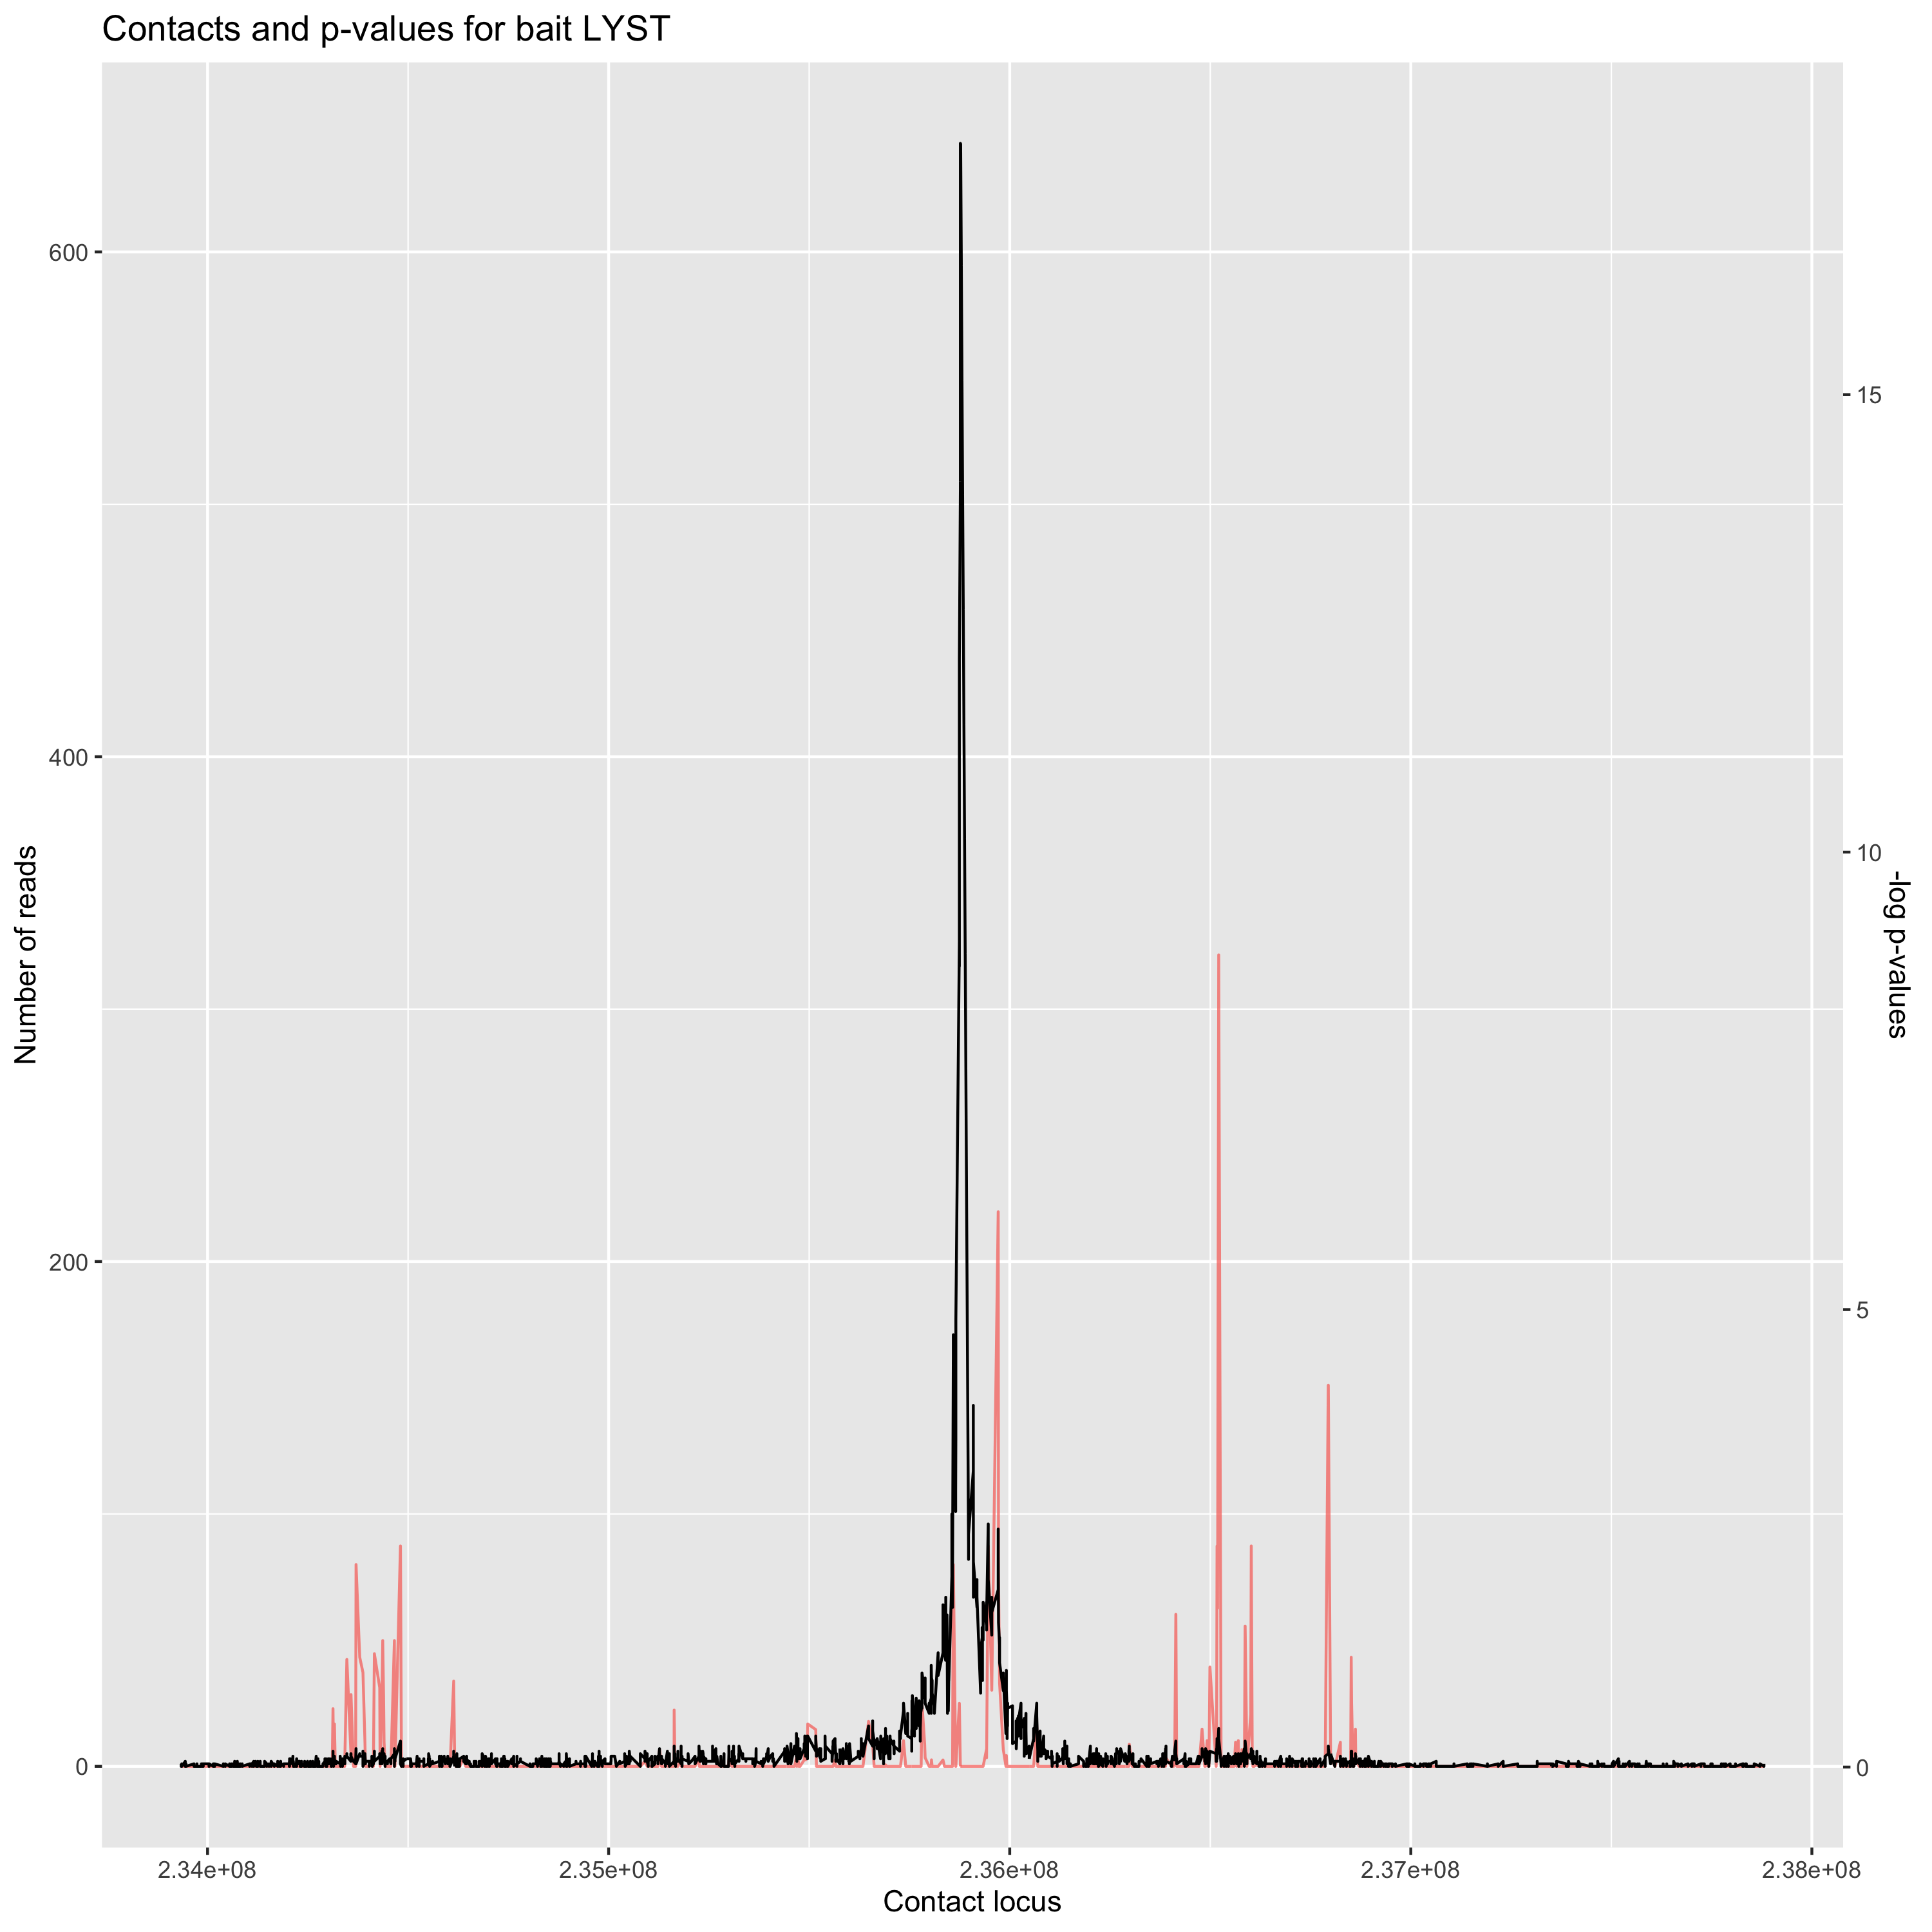 Contacts and p-values for bait LYST
600
400
200
0
Number of reads
15
10
5
0
-log p-values
2.34e+08
2.35e+08
2.36e+08
2.37e+08
2.38e+08
Contact locus